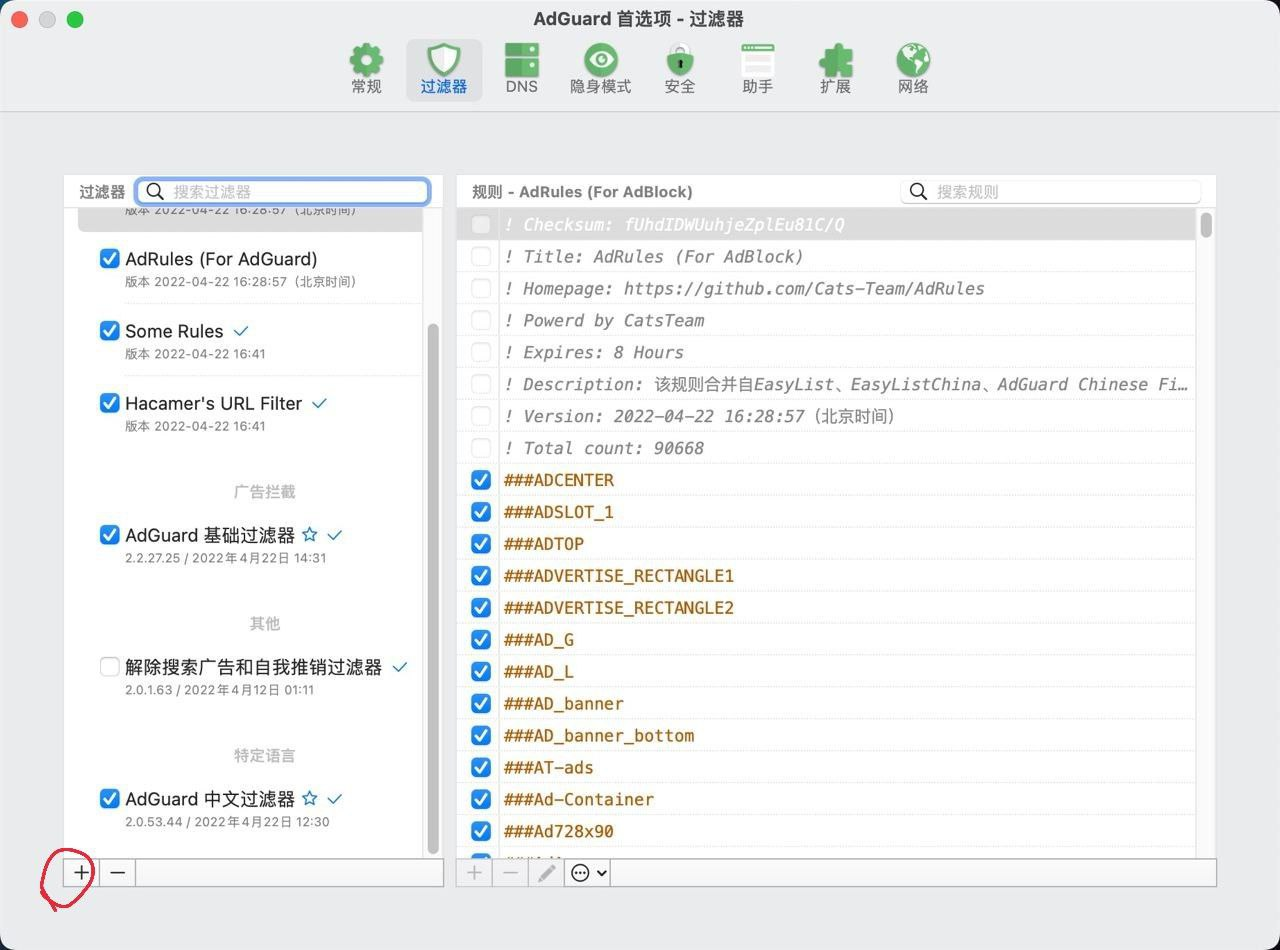 AdGuard 首选项 - 过滤器
常规
过滤器
DNS
隐身模式
安全
助手
扩展
网络
过滤器
搜索过滤器
版本 2022-04-22 16:28:57（北京时间）
AdRules (For AdGuard)
版本 2022-04-22 16:28:57（北京时间）
Some Rules
版本 2022-04-22 16:41
Hacamer's URL Filter
版本 2022-04-22 16:41
广告拦截
AdGuard 基础过滤器
2.2.27.25 / 2022年4月22日 14:31
其他
解除搜索广告和自我推销过滤器
2.0.1.63 / 2022年4月12日 01:11
特定语言
AdGuard 中文过滤器
2.0.53.44 / 2022年4月22日 12:30
规则 - AdRules (For AdBlock)
搜索规则
! Checksum: fUhdIDWUuhjeZplEu81C/Q
! Title: AdRules (For AdBlock)
! Homepage: https://github.com/Cats-Team/AdRules
! Powerd by CatsTeam
! Expires: 8 Hours
! Description: 该规则合并自EasyList、EasyListChina、AdGuard Chinese Fi…
! Version: 2022-04-22 16:28:57（北京时间）
! Total count: 90668
###ADCENTER
###ADSLOT_1
###ADTOP
###ADVERTISE_RECTANGLE1
###ADVERTISE_RECTANGLE2
###AD_G
###AD_L
###AD_banner
###AD_banner_bottom
###AT-ads
###Ad-Container
###Ad728x90